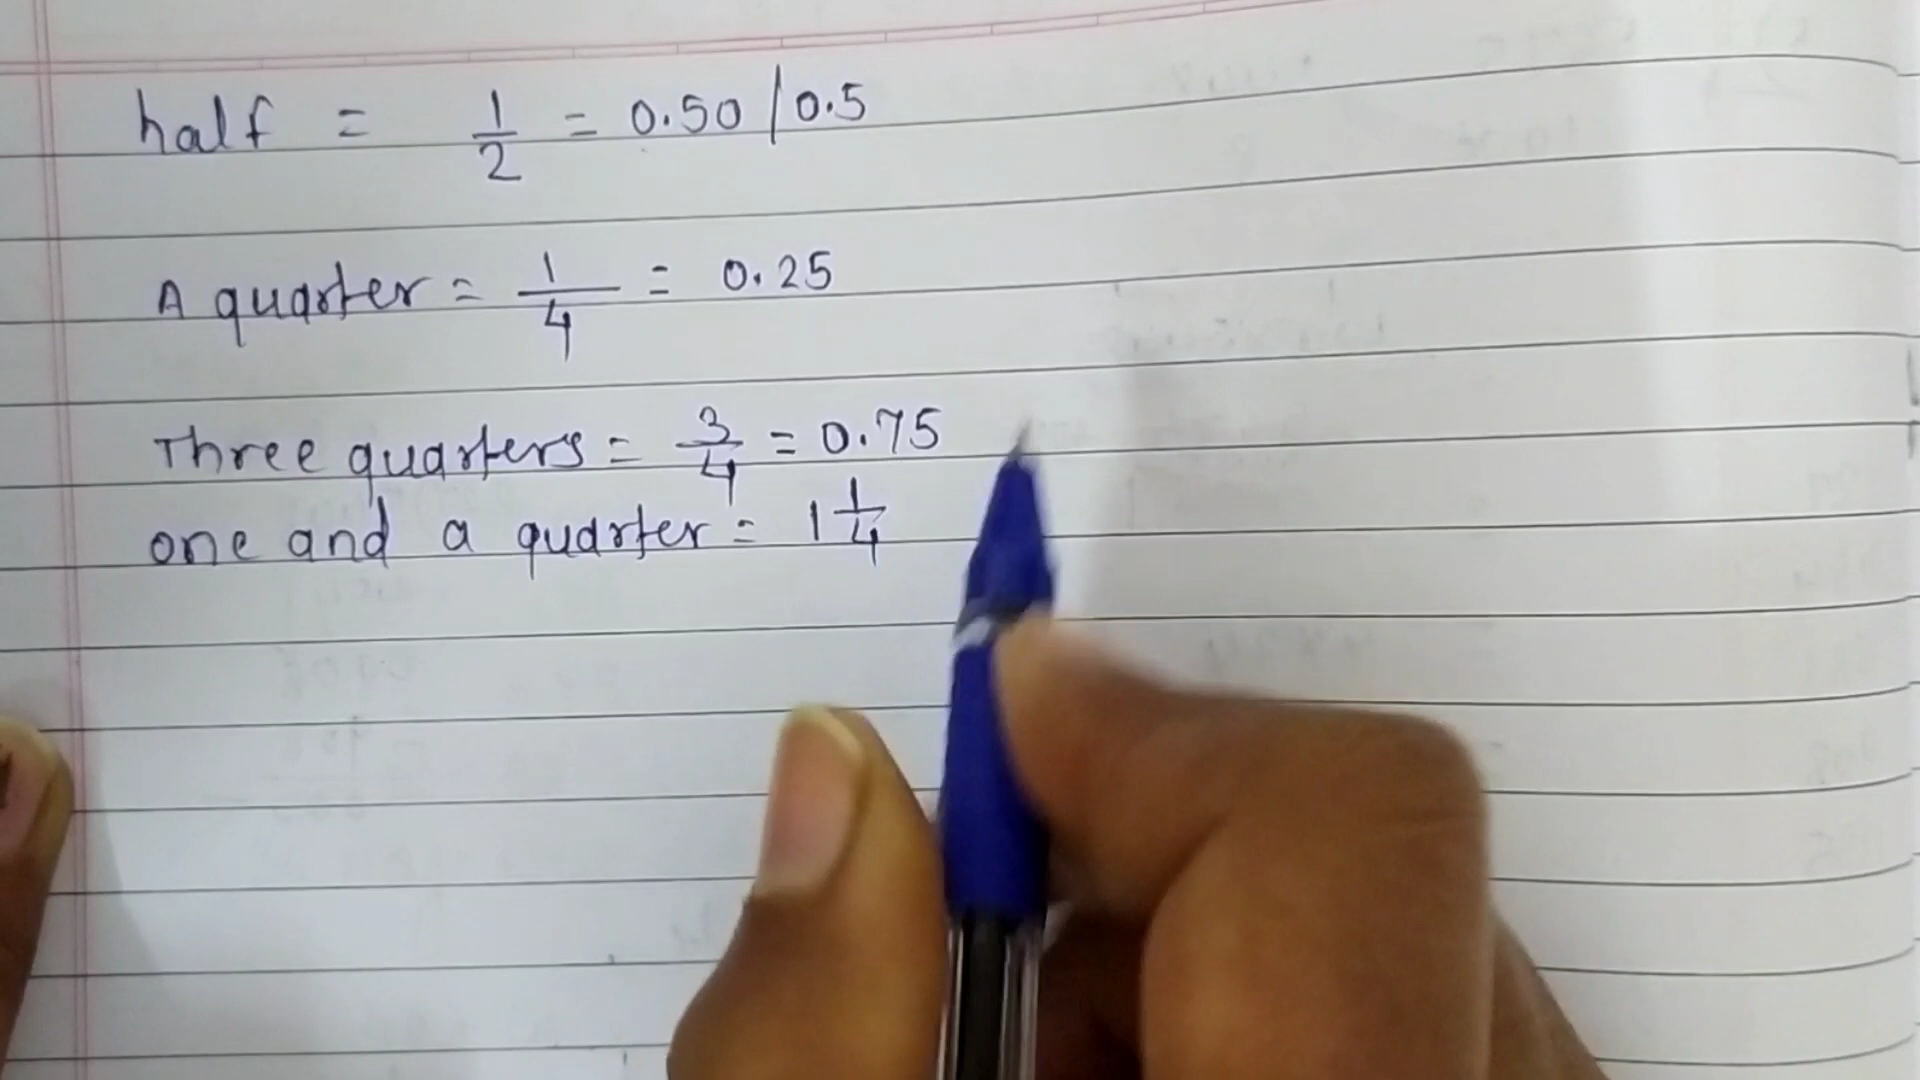 half = 1/2 = 0.50 / 0.5
A quarter = 1/4 = 0.25
Three quarters = 3/4 = 0.75
one and a quarter = 1 1/4